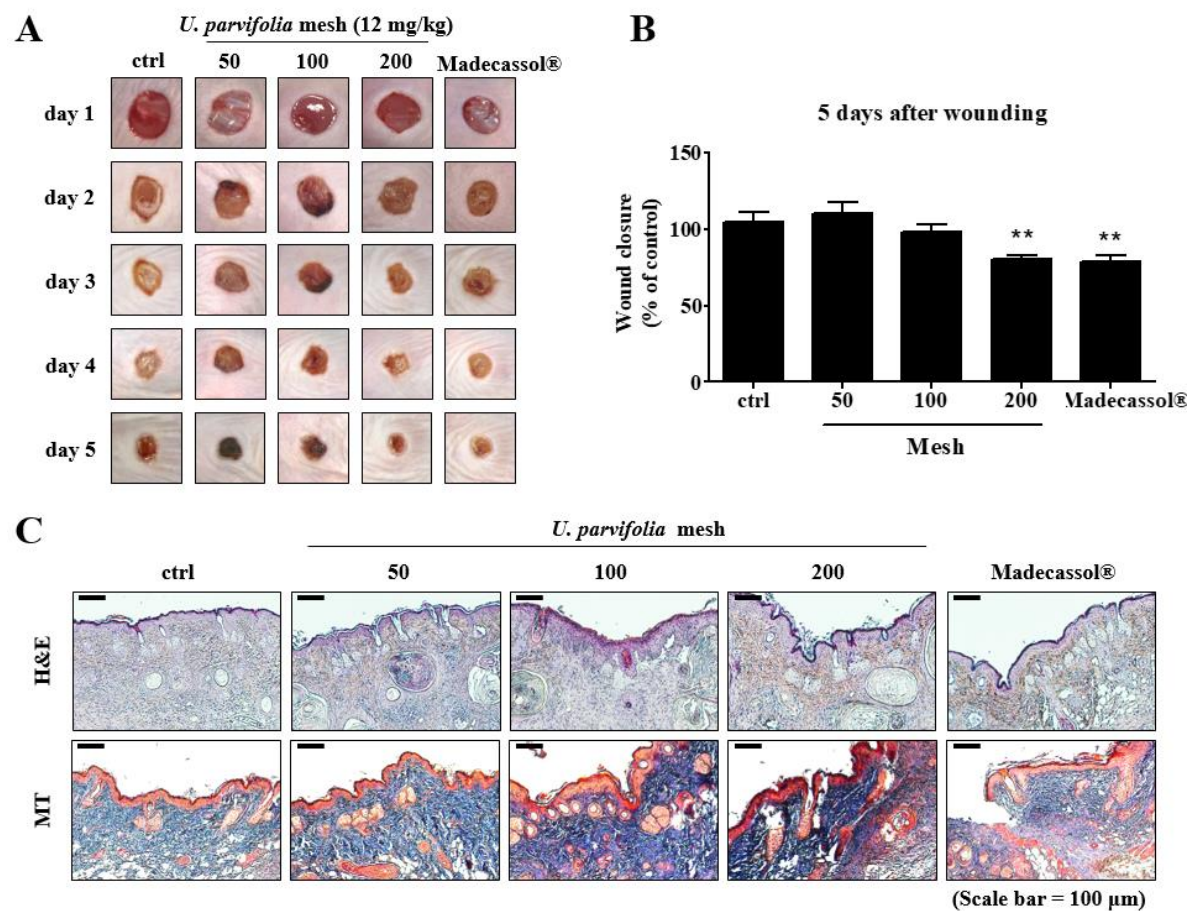 A
U. parvifolia mesh (12 mg/kg)
ctrl 50 100 200 Madecassol®
day 1
day 2
day 3
day 4
day 5
B
5 days after wounding
Wound closure
(% of control)
150
100
50
0
** **
ctrl 50 100 200 Madecassol®
Mesh
C
U. parvifolia mesh
ctrl 50 100 200 Madecassol®
H&E
MT
(Scale bar = 100 μm)